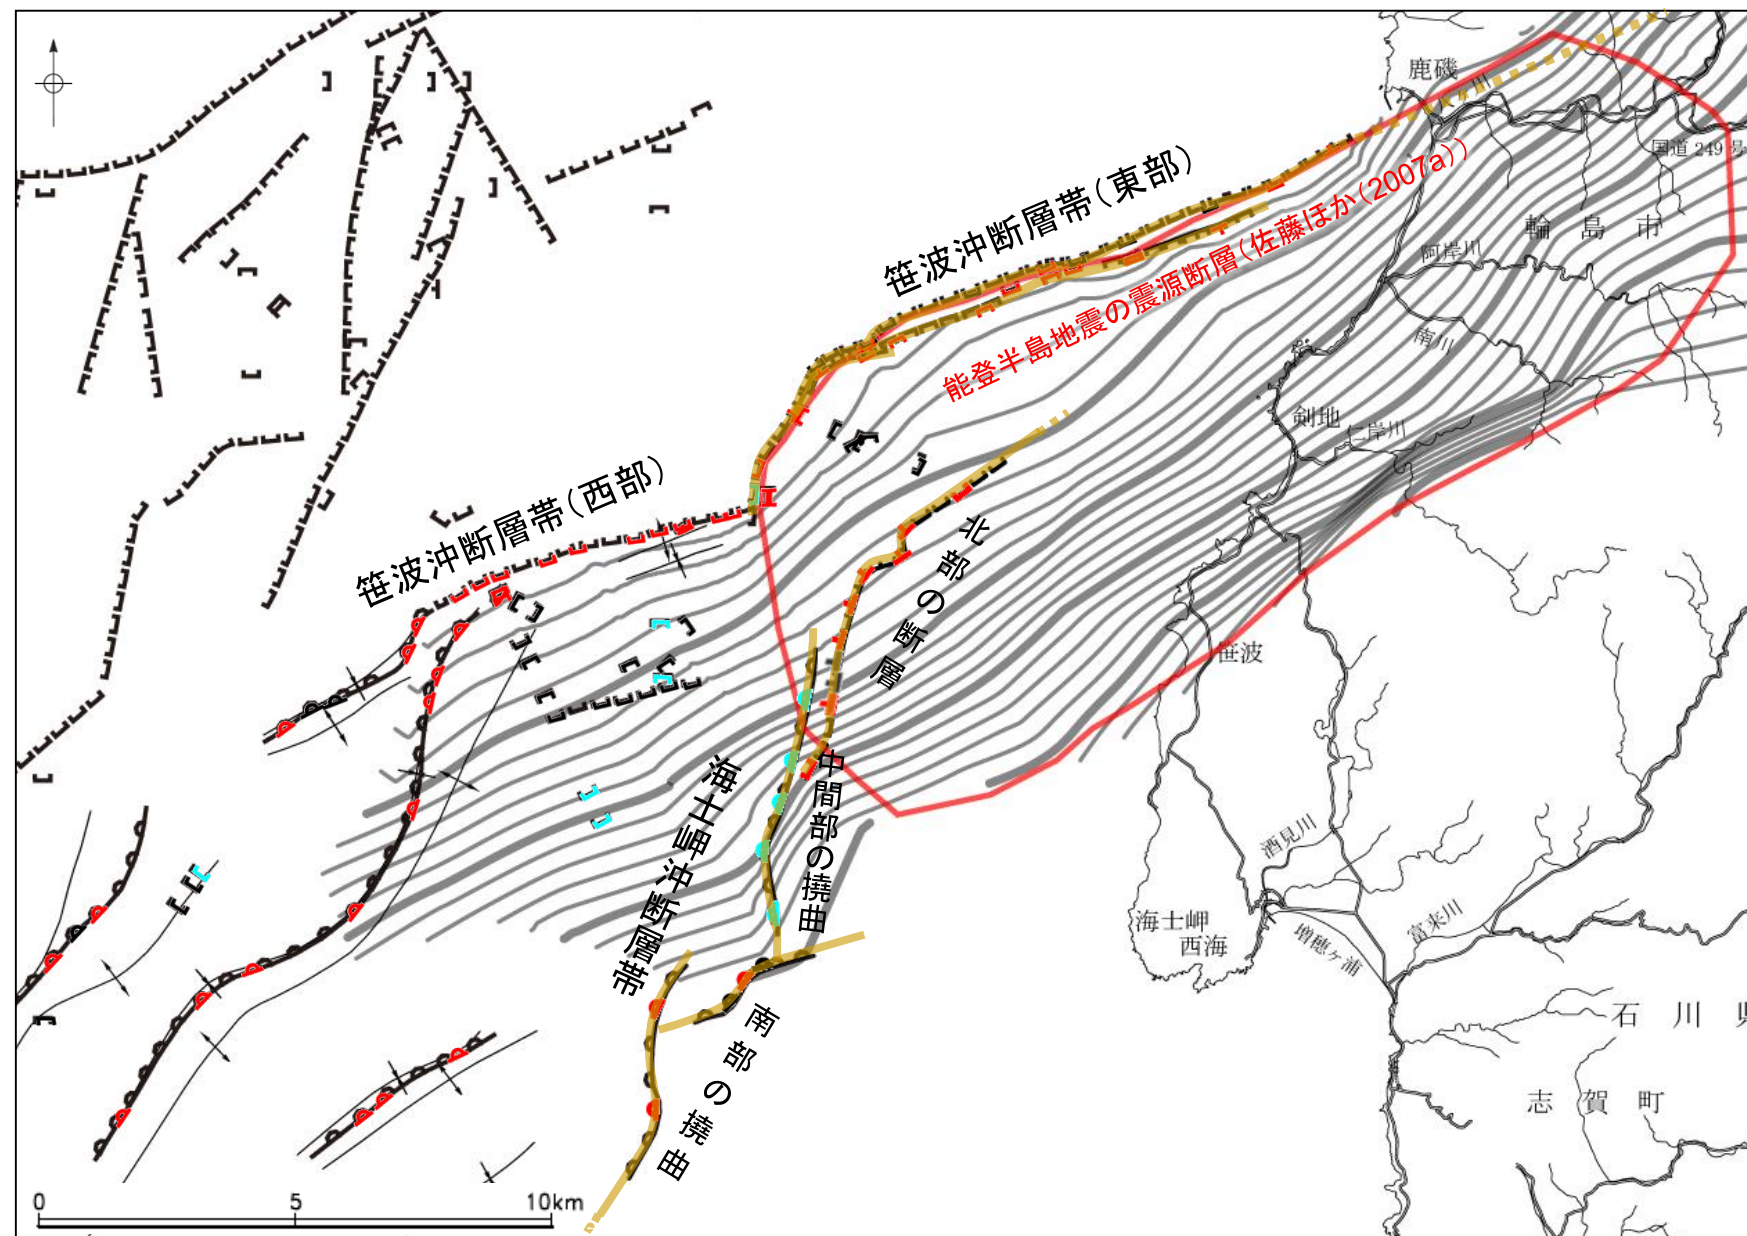 鹿磯
国道 249 号
笹波沖断層帯(東部)
能登半島地震の震源断層(佐藤ほか(2007a))
輪島市
阿岸川
南川
剣地
仁岸川
笹波沖断層帯(西部)
北部の断層
笹波
海士岬沖断層帯
中間部の撓曲
酒見川
海士岬
西海
増穂ヶ浦
富来川
南部の撓曲
石川県
志賀町
0 5 10km